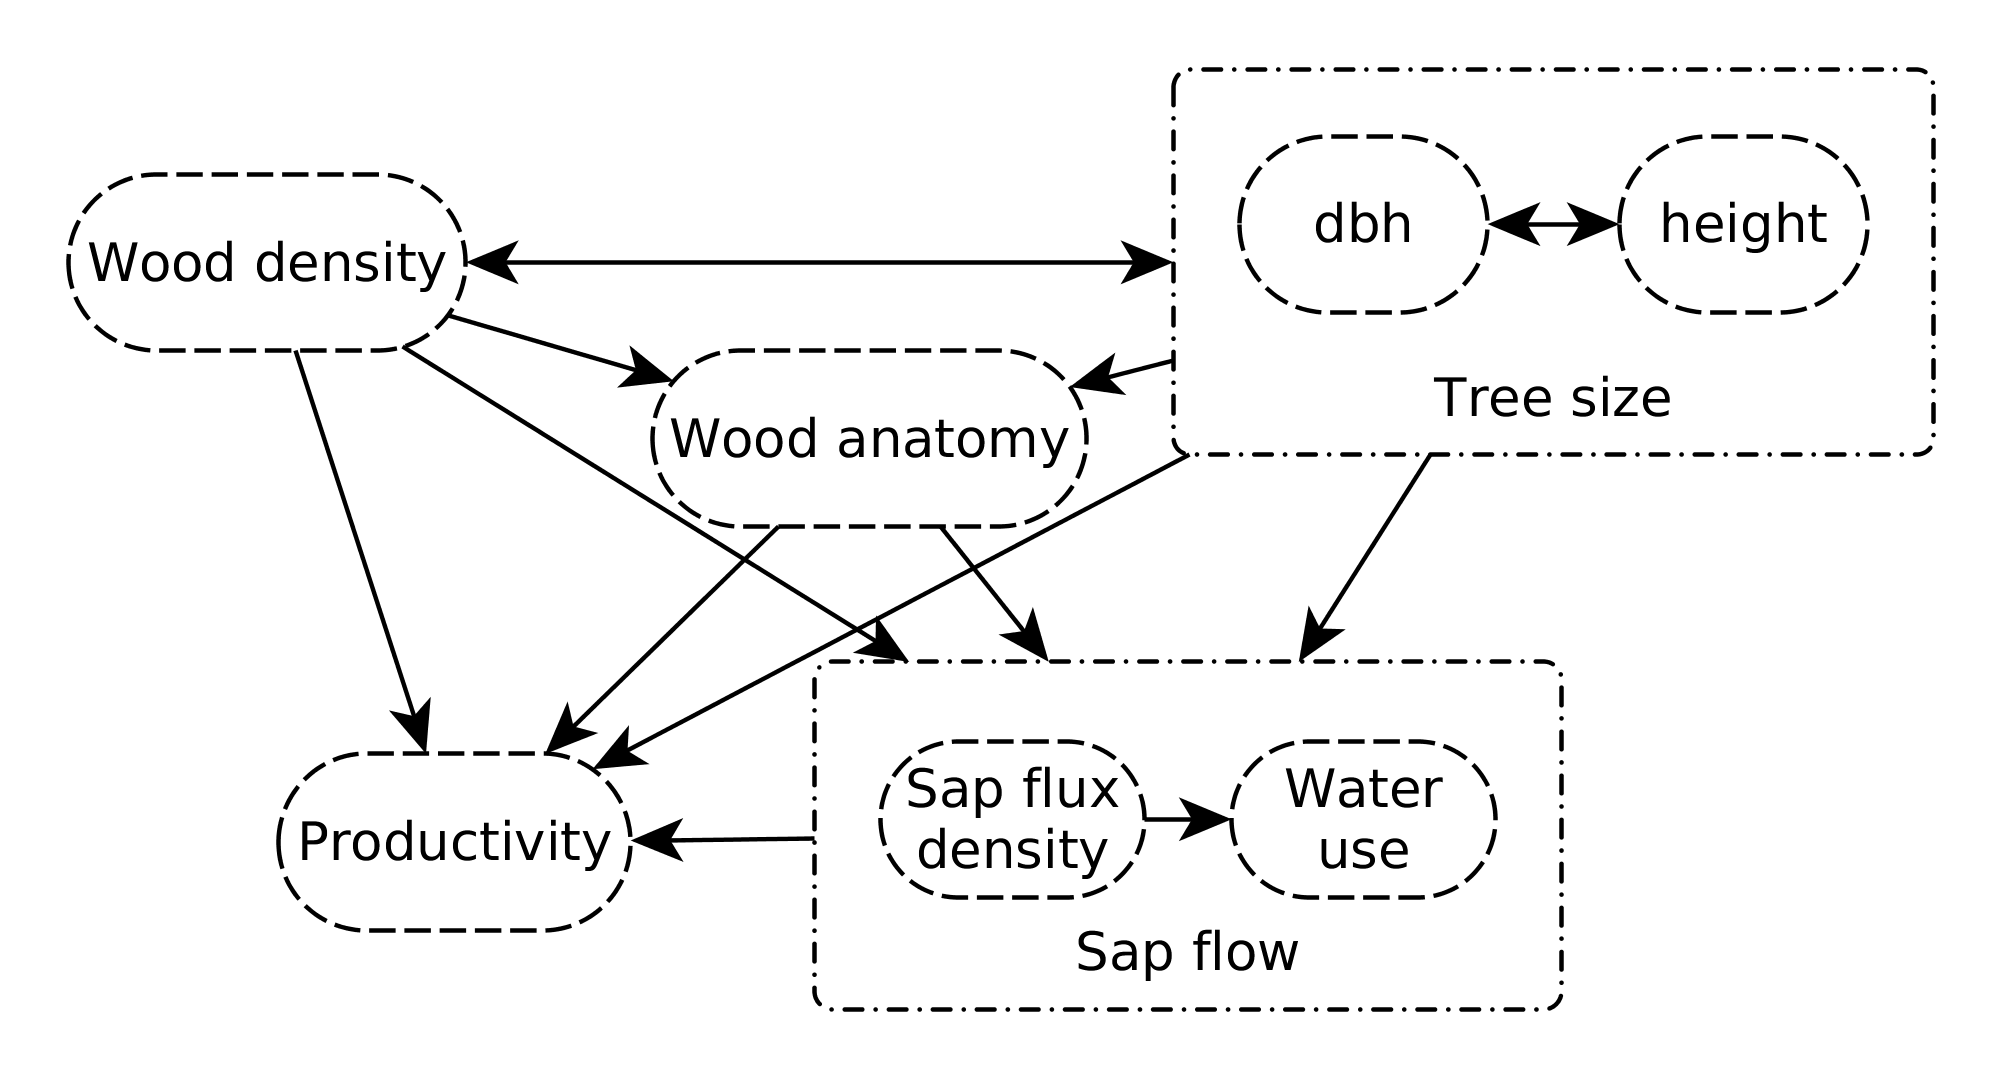 dbh
height
Wood density
Tree size
Wood anatomy
Sap flux
density
Water
use
Productivity
Sap flow